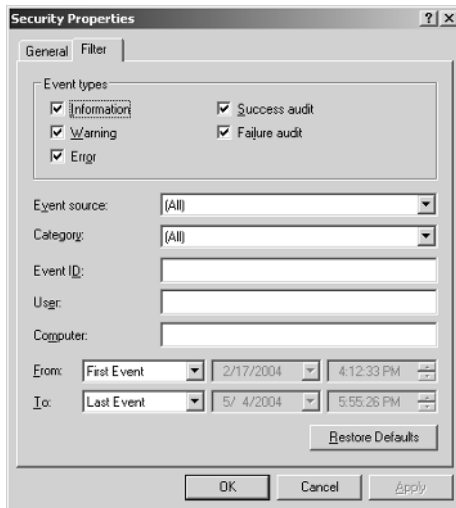 Security Properties
General Filter
Event types
Information Success audit
Warning Failure audit
Error
Event source: (All)
Category: (All)
Event ID:
User:
Computer:
From: First Event 2/17/2004 4:12:33 PM
To: Last Event 5/ 4/2004 5:55:26 PM
Restore Defaults
OK Cancel Apply